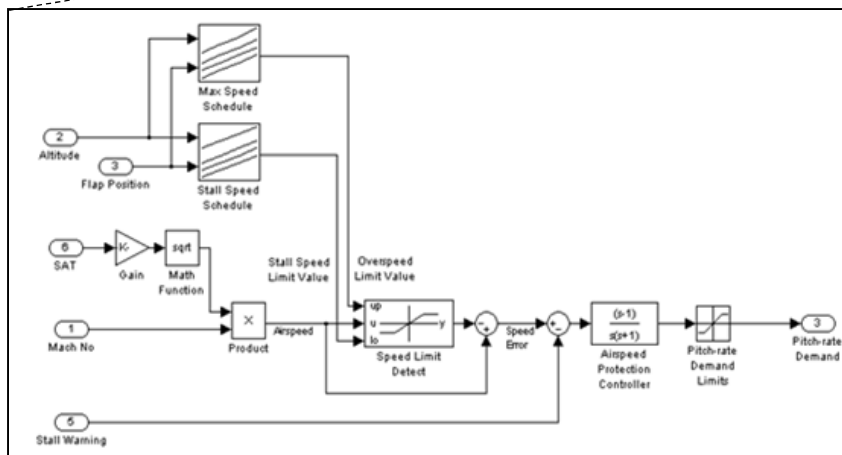 Max Speed
Schedule
2
Altitude
3
Flap Position
Stall Speed
Schedule
6
SAT
K-
Gain
sqrt
Math
Function
Stall Speed
Limit Value
Overspeed
Limit Value
1
Mach No
×
Product
Airspeed
up
u
lo
y
Speed Limit
Detect
-
+
Speed
Error
+
-
(s-1)
s(s+1)
Airspeed
Protection
Controller
Pitch-rate
Demand
Limits
3
Pitch-rate
Demand
5
Stall Warning